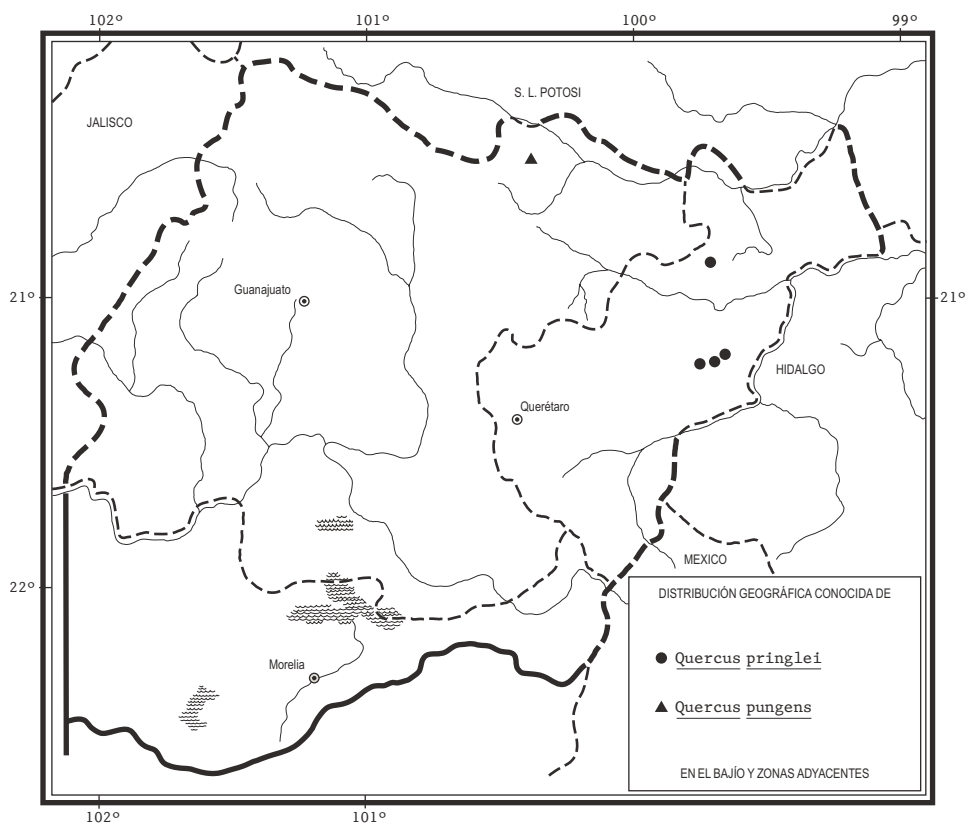 102° 101° 100° 99°
S. L. POTOSI
JALISCO
Guanajuato
21° 21°
HIDALGO
Querétaro
MEXICO
22°
DISTRIBUCIÓN GEOGRÁFICA CONOCIDA DE
Quercus pringlei
Quercus pungens
EN EL BAJÍO Y ZONAS ADYACENTES
Morelia
102° 101°